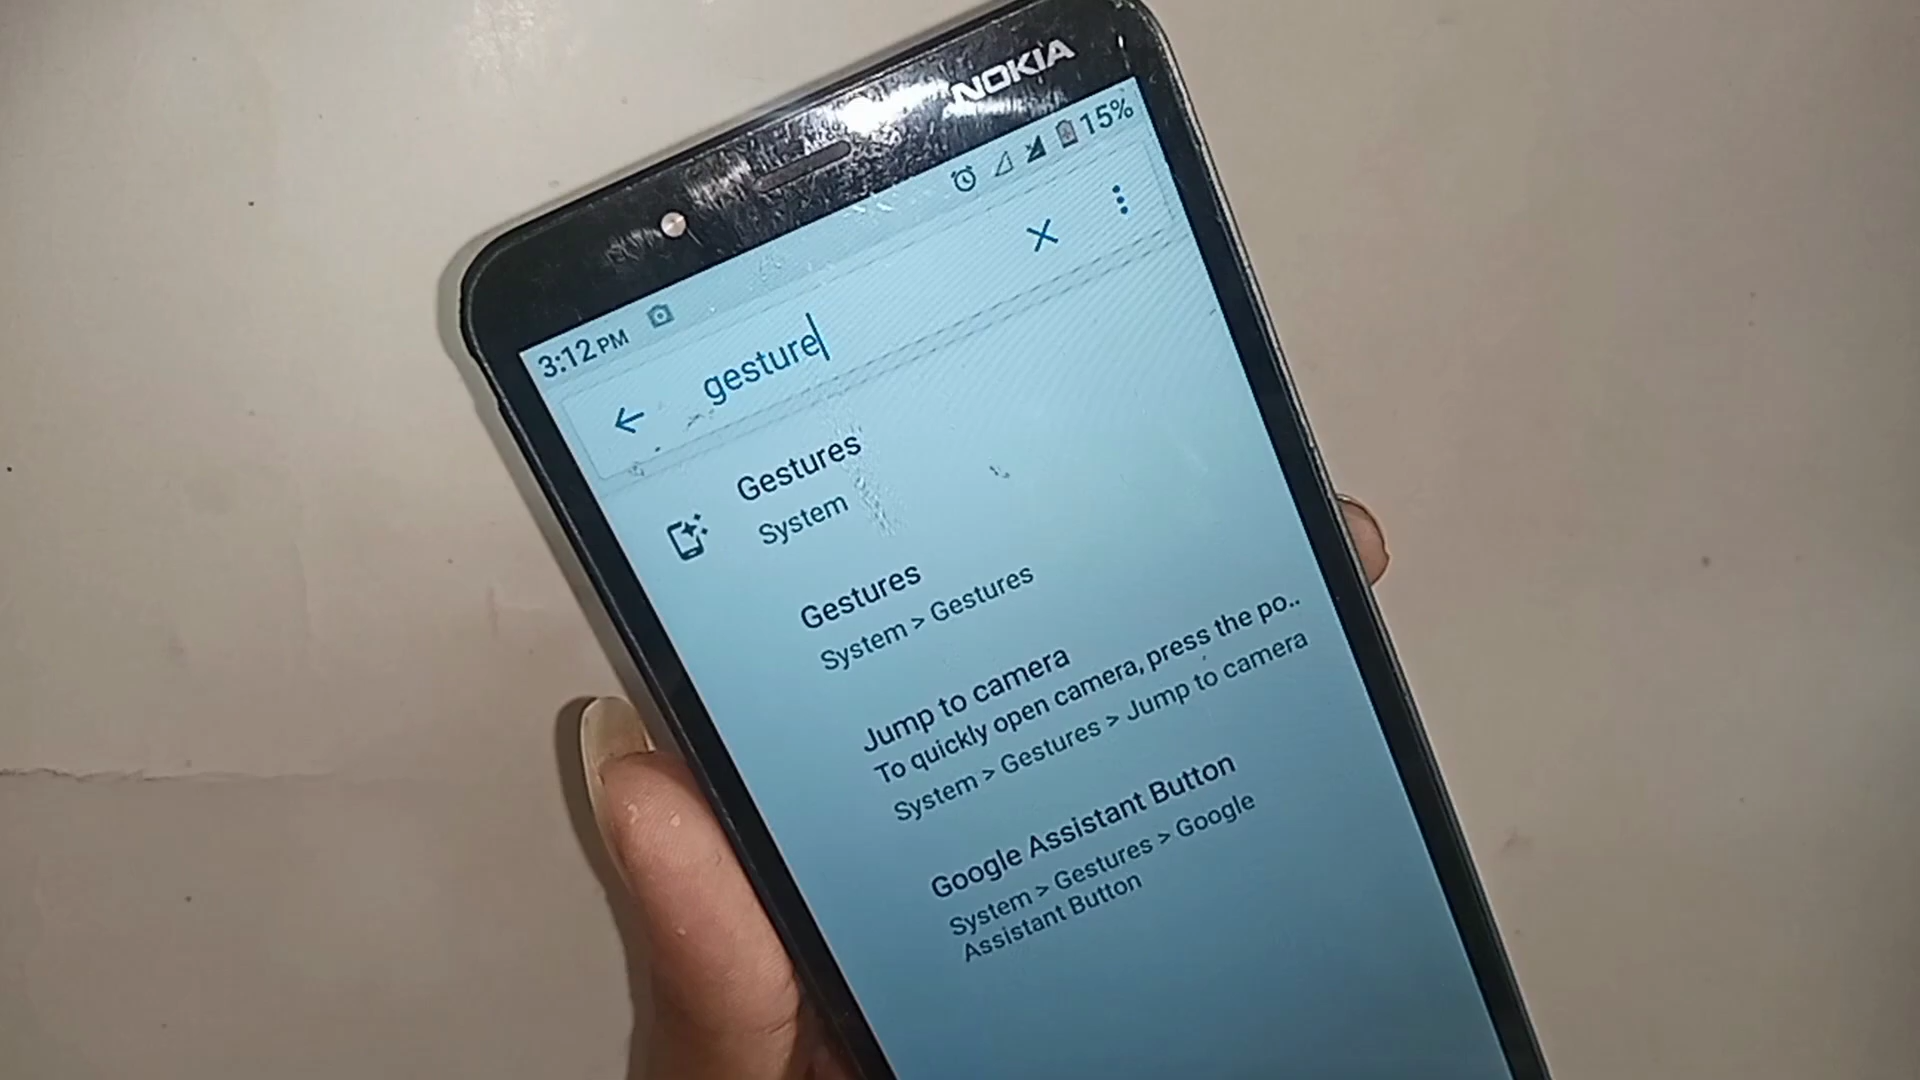 NOKIA
3:12 PM 15%
gesture
Gestures
System
Gestures
System > Gestures
Jump to camera
To quickly open camera, press the po..
System > Gestures > Jump to camera
Google Assistant Button
System > Gestures > Google
Assistant Button